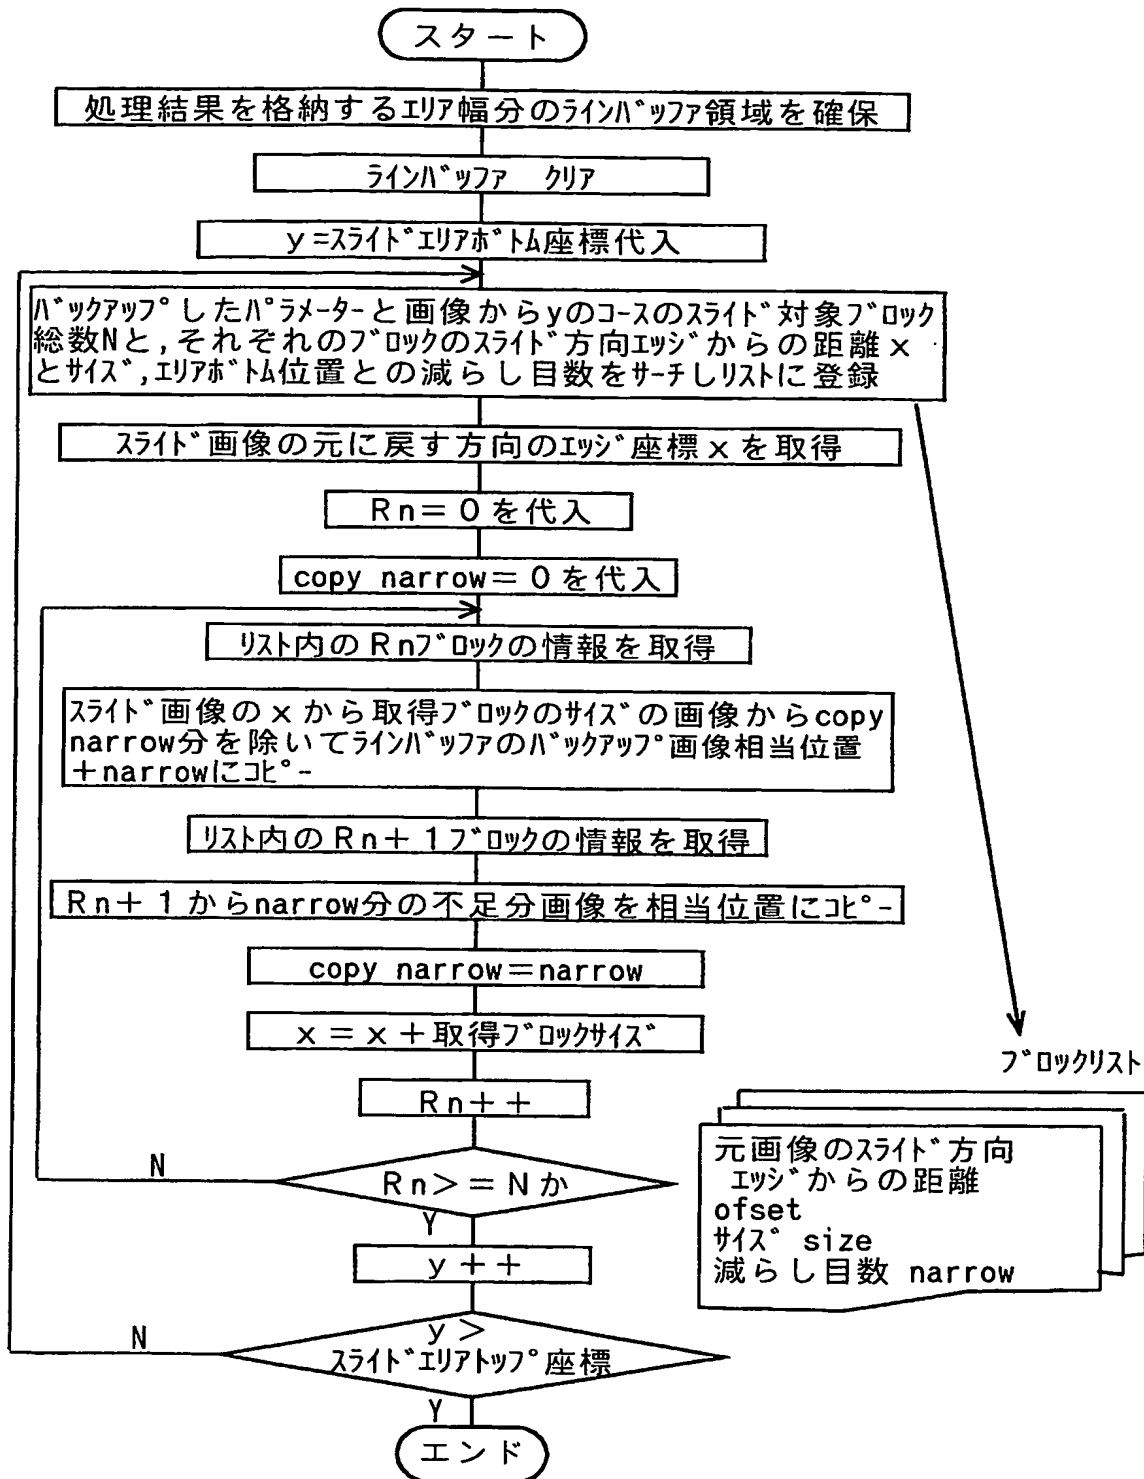 スタート
処理結果を格納するｴﾘｱ幅分のﾗｲﾝﾊﾞｯﾌｧ領域を確保
ﾗｲﾝﾊﾞｯﾌｧ ｸﾘｱ
y=ｽﾗｲﾄﾞｴﾘｱﾎﾞﾄﾑ座標代入
ﾊﾞｯｸｱｯﾌﾟしたﾊﾟﾗﾒｰﾀｰと画像からyのｺｰｽのｽﾗｲﾄﾞ対象ﾌﾞﾛｯｸ
総数Nと,それぞれのﾌﾞﾛｯｸのｽﾗｲﾄﾞ方向ｴｯｼﾞからの距離x
とｻｲｽﾞ,ｴﾘｱﾎﾞﾄﾑ位置との減らし目数をｻｰﾁしﾘｽﾄに登録
ｽﾗｲﾄﾞ画像の元に戻す方向のｴｯｼﾞ座標xを取得
Rn=0を代入
copy narrow=0を代入
ﾘｽﾄ内のRnﾌﾞﾛｯｸの情報を取得
ｽﾗｲﾄﾞ画像のxから取得ﾌﾞﾛｯｸのｻｲｽﾞの画像からcopy
narrow分を除いてﾗｲﾝﾊﾞｯﾌｧのﾊﾞｯｸｱｯﾌﾟ画像相当位置
+narrowにｺﾋﾟｰ
ﾘｽﾄ内のRn+1ﾌﾞﾛｯｸの情報を取得
Rn+1からnarrow分の不足分画像を相当位置にｺﾋﾟｰ
copy narrow=narrow
x=x+取得ﾌﾞﾛｯｸｻｲｽﾞ
Rn++
Rn>=Nか
N
Y
y++
y>
ｽﾗｲﾄﾞｴﾘｱﾄｯﾌﾟ座標
N
Y
エンド
ﾌﾞﾛｯｸﾘｽﾄ
元画像のｽﾗｲﾄﾞ方向
ｴｯｼﾞからの距離
ofset
ｻｲｽﾞ size
減らし目数 narrow